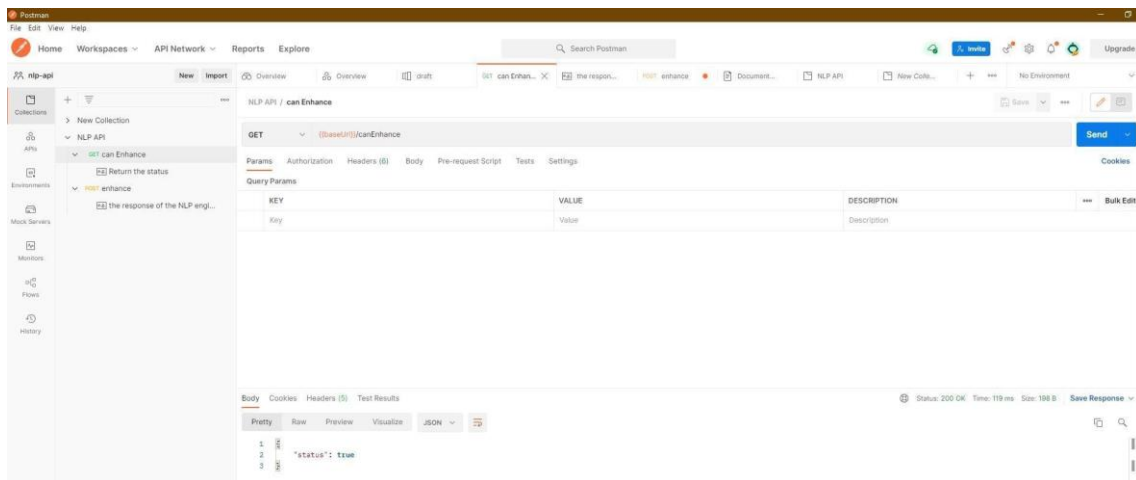 Postman
File Edit View Help
Home Workspaces API Network Reports Explore Search Postman Invite Upgrade
nlp-api New Import Overview Overview draft GET can Enhan... the respon... POST enhance Document... NLP API New Colle... No Environment
Collections
APIs
Environments
Mock Servers
Monitors
Flows
History
New Collection
NLP API
GET can Enhance
Return the status
POST enhance
the response of the NLP engi...
NLP API / can Enhance Save
GET {{baseUrl}}/canEnhance Send
Params Authorization Headers (6) Body Pre-request Script Tests Settings Cookies
Query Params
KEY VALUE DESCRIPTION Bulk Edit
Key Value Description
Body Cookies Headers (5) Test Results Status: 200 OK Time: 119 ms Size: 198 B Save Response
Pretty Raw Preview Visualize JSON
1 {
2 "status": true
3 }